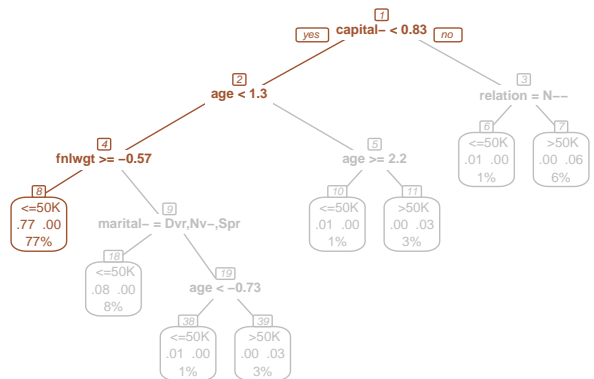 1
yes capital− < 0.83 no
2
age < 1.3
3
relation = N−−
4
fnlwgt >= −0.57
5
age >= 2.2
6
<=50K
.01 .00
1%
7
>50K
.00 .06
6%
8
<=50K
.77 .00
77%
9
marital− = Dvr,Nv−,Spr
10
<=50K
.01 .00
1%
11
>50K
.00 .03
3%
18
<=50K
.08 .00
8%
19
age < −0.73
38
<=50K
.01 .00
1%
39
>50K
.00 .03
3%